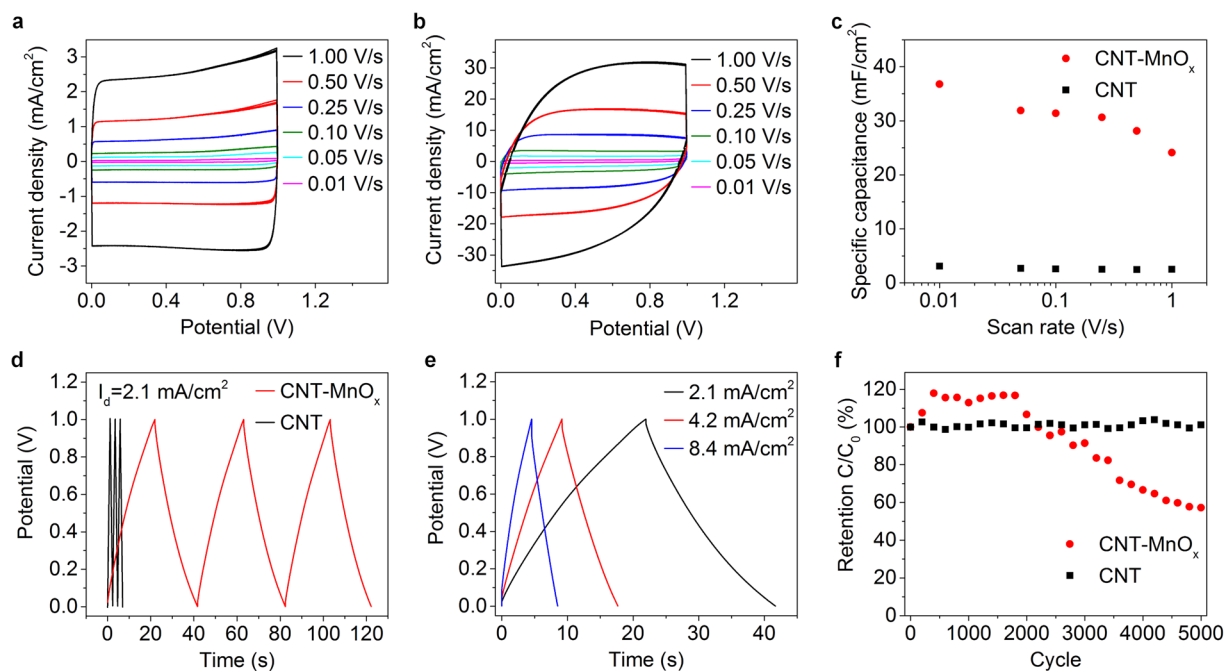 a
3
2
1
0
-1
-2
-3
0.0
0.4
0.8
1.2
Current density (mA/cm²)
Potential (V)
1.00 V/s
0.50 V/s
0.25 V/s
0.10 V/s
0.05 V/s
0.01 V/s
b
30
20
10
0
-10
-20
-30
0.0
0.4
0.8
1.2
Current density (mA/cm²)
Potential (V)
1.00 V/s
0.50 V/s
0.25 V/s
0.10 V/s
0.05 V/s
0.01 V/s
c
40
30
20
10
0
0.01
0.1
1
Specific capacitance (mF/cm²)
Scan rate (V/s)
CNT-MnOₓ
CNT
d
1.2
1.0
0.8
0.6
0.4
0.2
0.0
0
20
40
60
80
100
120
Potential (V)
Time (s)
I_d=2.1 mA/cm²
CNT-MnOₓ
CNT
e
1.2
1.0
0.8
0.6
0.4
0.2
0.0
0
10
20
30
40
Potential (V)
Time (s)
2.1 mA/cm²
4.2 mA/cm²
8.4 mA/cm²
f
120
100
80
60
40
20
0
0
1000
2000
3000
4000
5000
Retention C/C₀ (%)
Cycle
CNT-MnOₓ
CNT